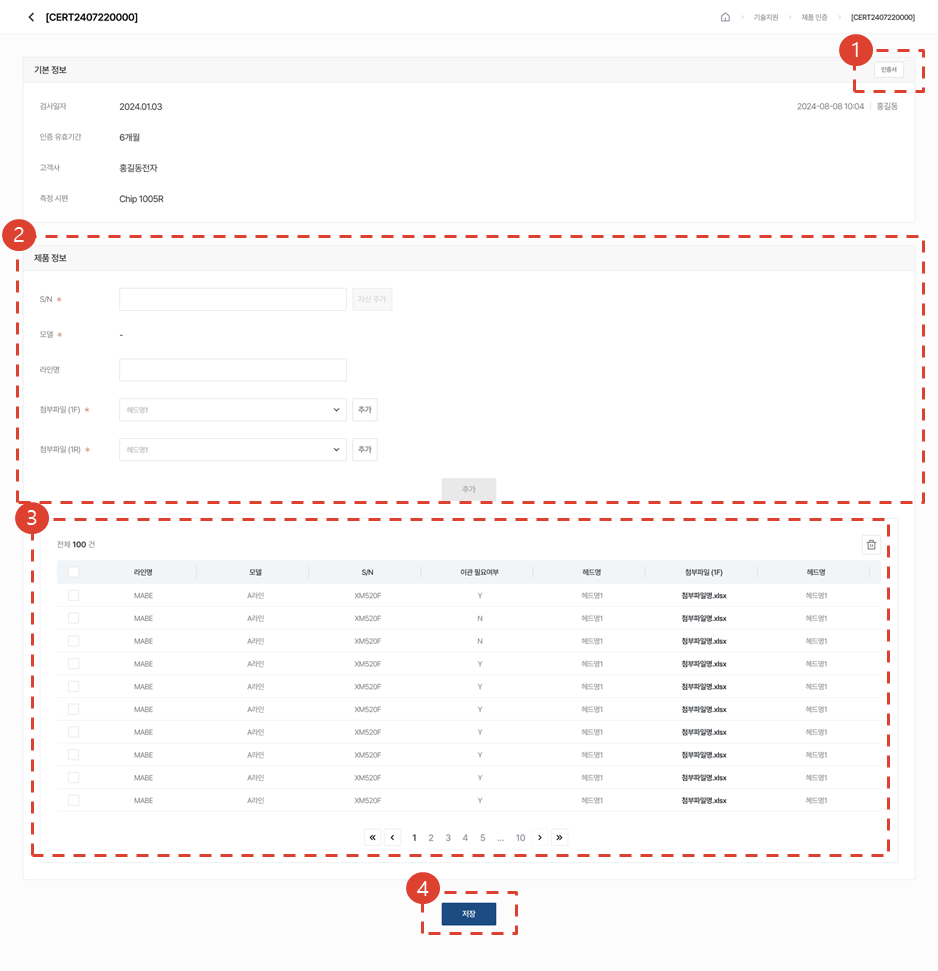 [CERT2407220000]
기술지원 제품 인증 [CERT2407220000]
1
기본 정보 인증서
검사일자 2024.01.03 2024-08-08 10:04 홍길동
인증 유효기간 6개월
고객사 홍길동전자
측정 시편 Chip 1005R
2
제품 정보
S/N * 자산 추가
모델 * -
라인명
첨부파일 (1F) * 헤드명1 추가
첨부파일 (1R) * 헤드명1 추가
추가
3
전체 100 건
라인명 모델 S/N 이관 필요여부 헤드명 첨부파일 (1F) 헤드명
MABE A라인 XM520F Y 헤드명1 첨부파일명.xlsx 헤드명1
MABE A라인 XM520F N 헤드명1 첨부파일명.xlsx 헤드명1
MABE A라인 XM520F N 헤드명1 첨부파일명.xlsx 헤드명1
MABE A라인 XM520F Y 헤드명1 첨부파일명.xlsx 헤드명1
MABE A라인 XM520F Y 헤드명1 첨부파일명.xlsx 헤드명1
MABE A라인 XM520F Y 헤드명1 첨부파일명.xlsx 헤드명1
MABE A라인 XM520F Y 헤드명1 첨부파일명.xlsx 헤드명1
MABE A라인 XM520F Y 헤드명1 첨부파일명.xlsx 헤드명1
MABE A라인 XM520F Y 헤드명1 첨부파일명.xlsx 헤드명1
MABE A라인 XM520F Y 헤드명1 첨부파일명.xlsx 헤드명1
« ‹ 1 2 3 4 5 ... 10 › »
4
저장